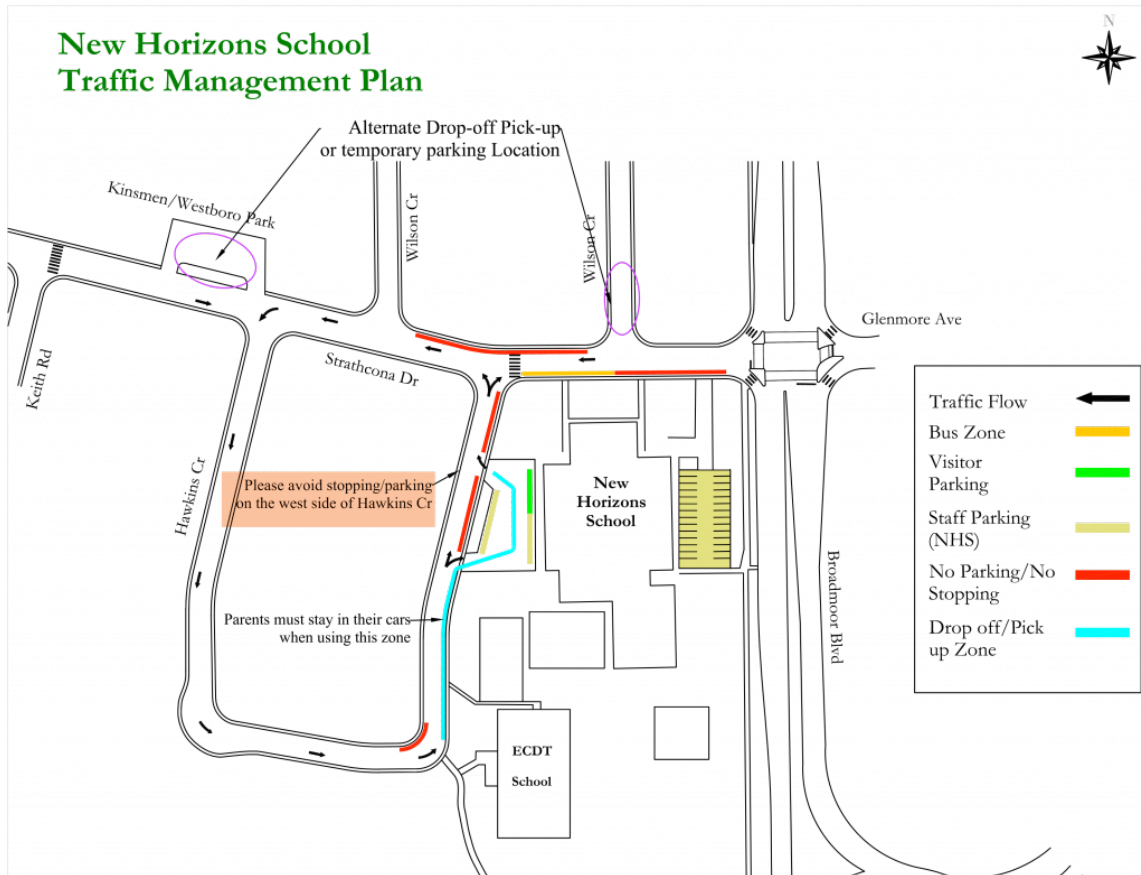 New Horizons School
Traffic Management Plan
N
Alternate Drop-off Pick-up
or temporary parking Location
Kinsmen/Westboro Park
Wilson Cr
Wilson Cr
Glenmore Ave
Keith Rd
Strathcona Dr
Hawkins Cr
Please avoid stopping/parking
on the west side of Hawkins Cr
New
Horizons
School
Parents must stay in their cars
when using this zone
Broadmoor Blvd
ECDT
School
Traffic Flow
Bus Zone
Visitor
Parking
Staff Parking
(NHS)
No Parking/No
Stopping
Drop off/Pick
up Zone